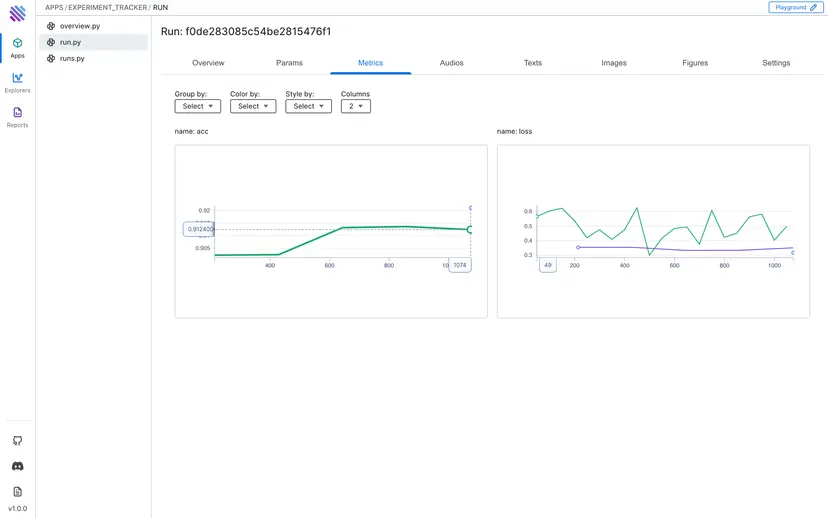 APPS / EXPERIMENT_TRACKER / RUN
Playground
Apps
Explorers
Reports
v1.0.0
overview.py
run.py
runs.py
Run: f0de283085c54be2815476f1
Overview Params Metrics Audios Texts Images Figures Settings
Group by: Color by: Style by: Columns
Select Select Select 2
name: acc
0.92
0.912400
0.905
400 600 800 1074
name: loss
0.6
0.5
0.4
0.3
49 200 400 600 800 1000